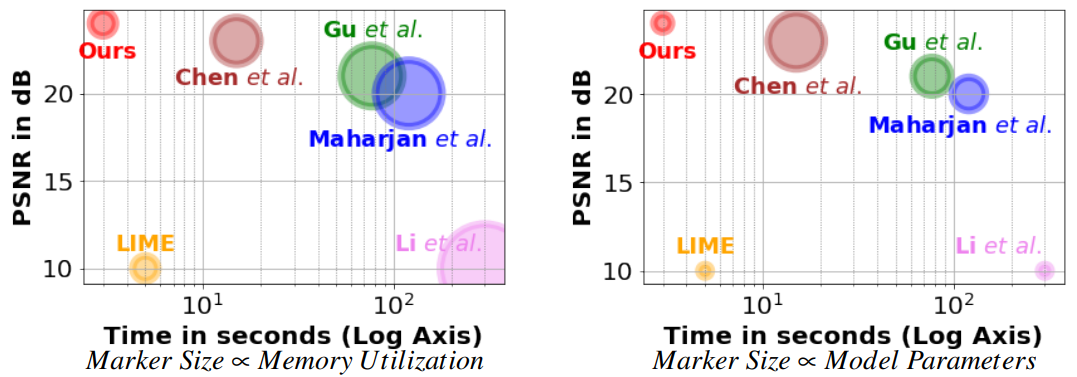 PSNR in dB
20
15
10
Ours
Chen et al.
Gu et al.
Maharjan et al.
LIME
Li et al.
10¹ 10²
Time in seconds (Log Axis)
Marker Size ∝ Memory Utilization
PSNR in dB
20
15
10
Ours
Chen et al.
Gu et al.
Maharjan et al.
LIME
Li et al.
10¹ 10²
Time in seconds (Log Axis)
Marker Size ∝ Model Parameters